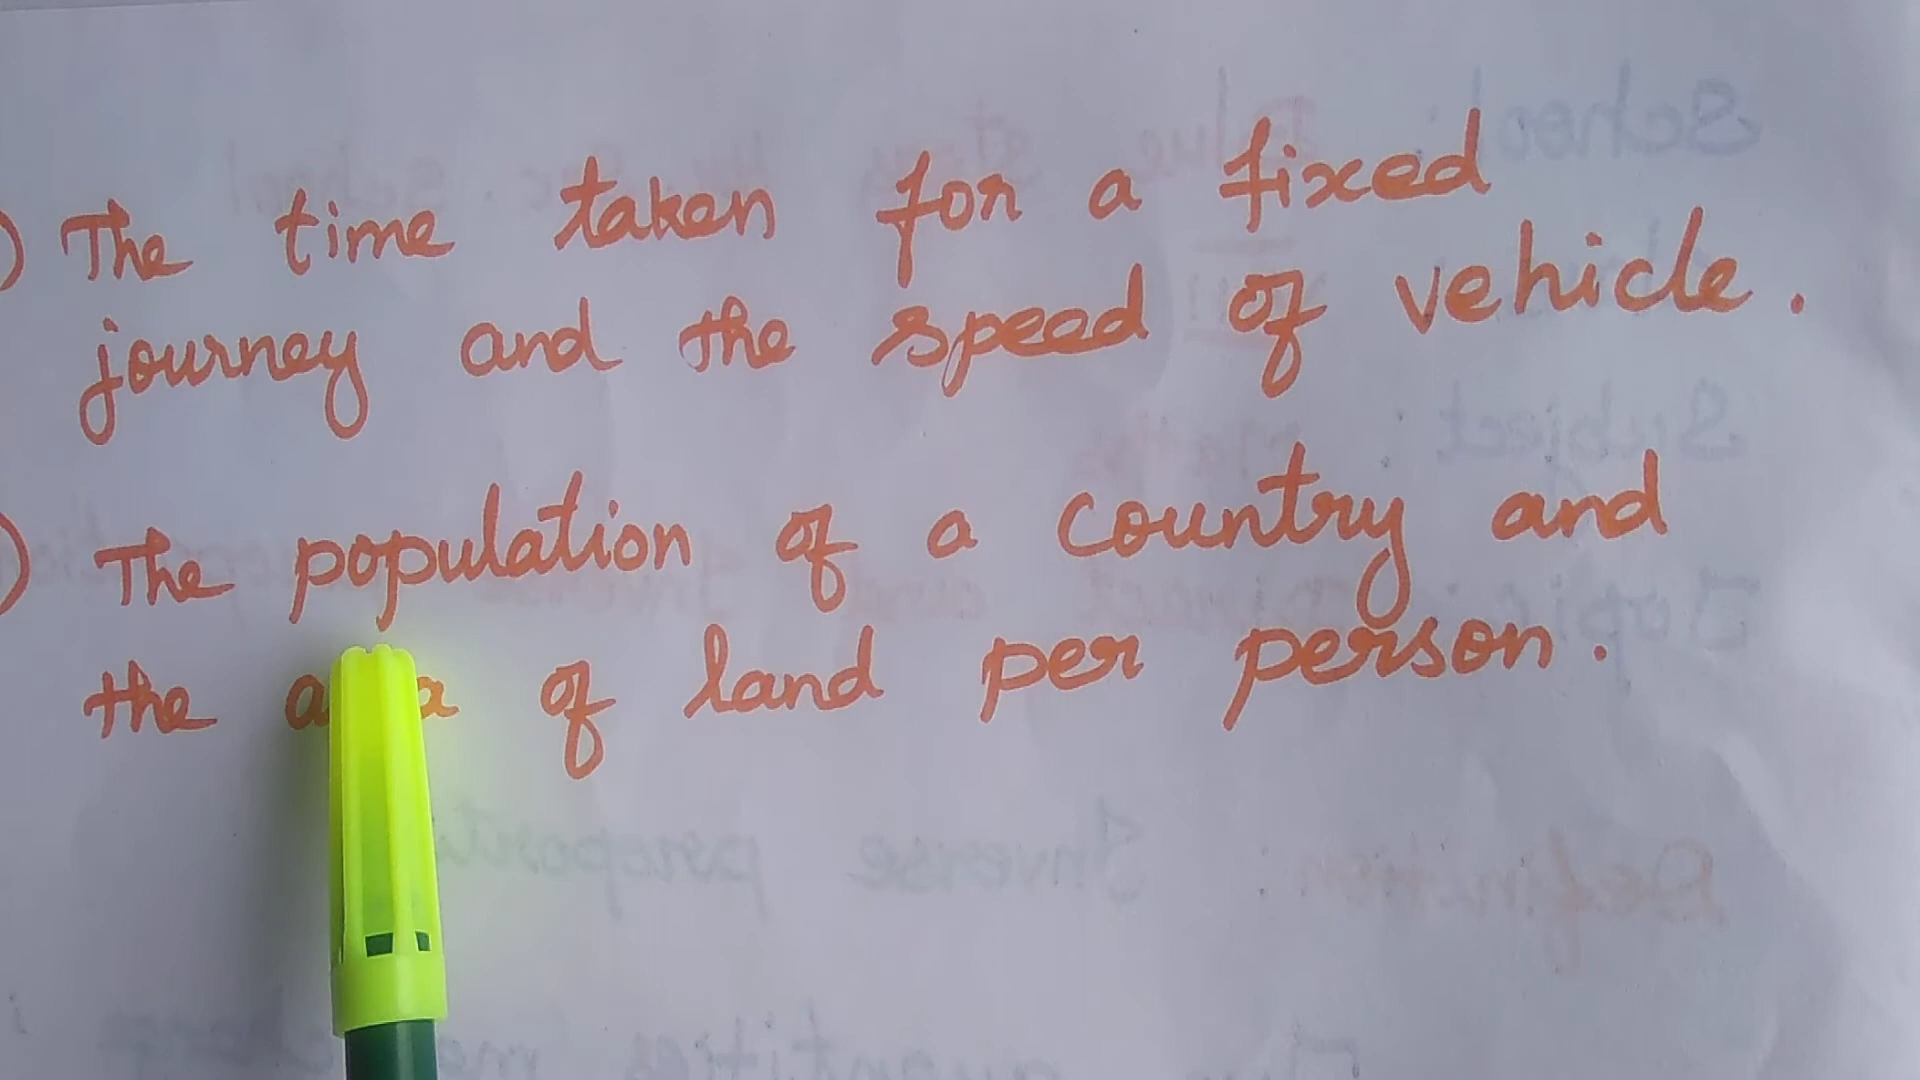 ) The time taken for a fixed
journey and the speed of vehicle.
) The population of a country and
the area of land per person.